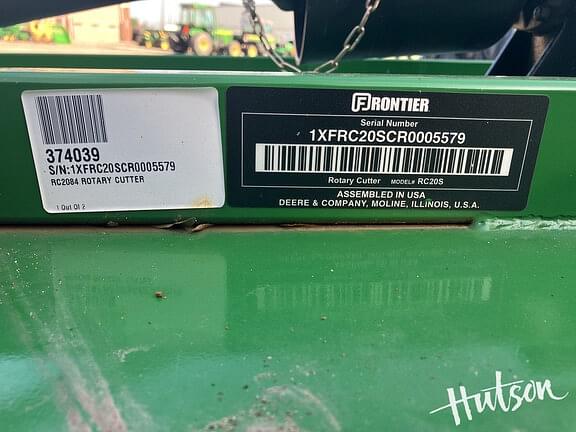 374039
S/N:1XFRC20SCR0005579
RC2084 ROTARY CUTTER
1 Out Of 2
FRONTIER
Serial Number
1XFRC20SCR0005579
Rotary Cutter MODEL# RC20S
ASSEMBLED IN USA
DEERE & COMPANY, MOLINE, ILLINOIS, U.S.A.
Hutson